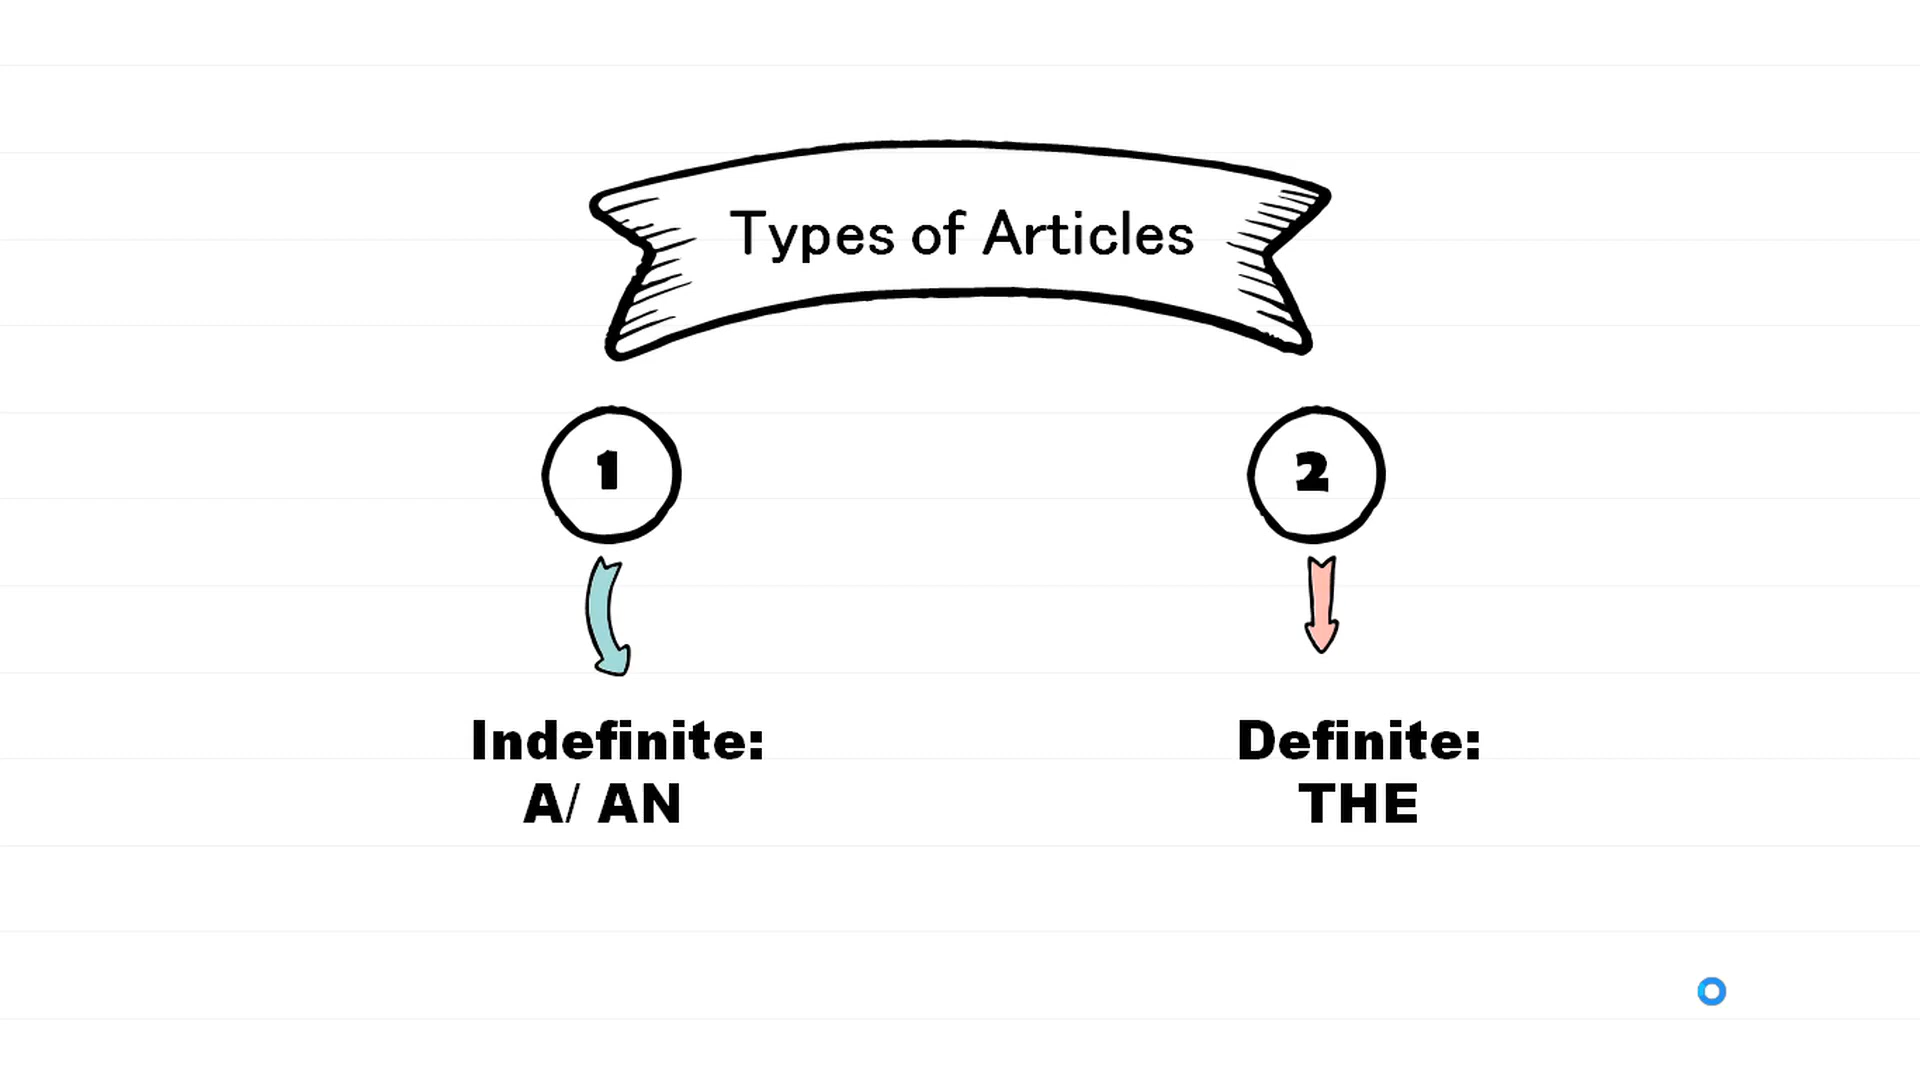 Types of Articles
1
2
Indefinite:
A/ AN
Definite:
THE